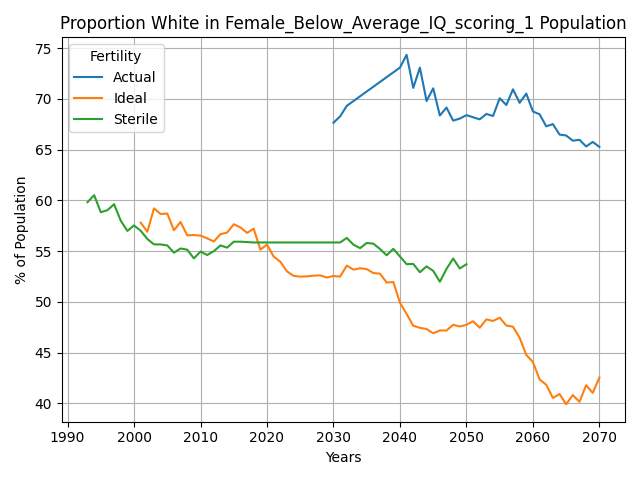 Proportion White in Female_Below_Average_IQ_scoring_1 Population
Fertility
Actual
Ideal
Sterile
% of Population
75
70
65
60
55
50
45
40
1990 2000 2010 2020 2030 2040 2050 2060 2070
Years